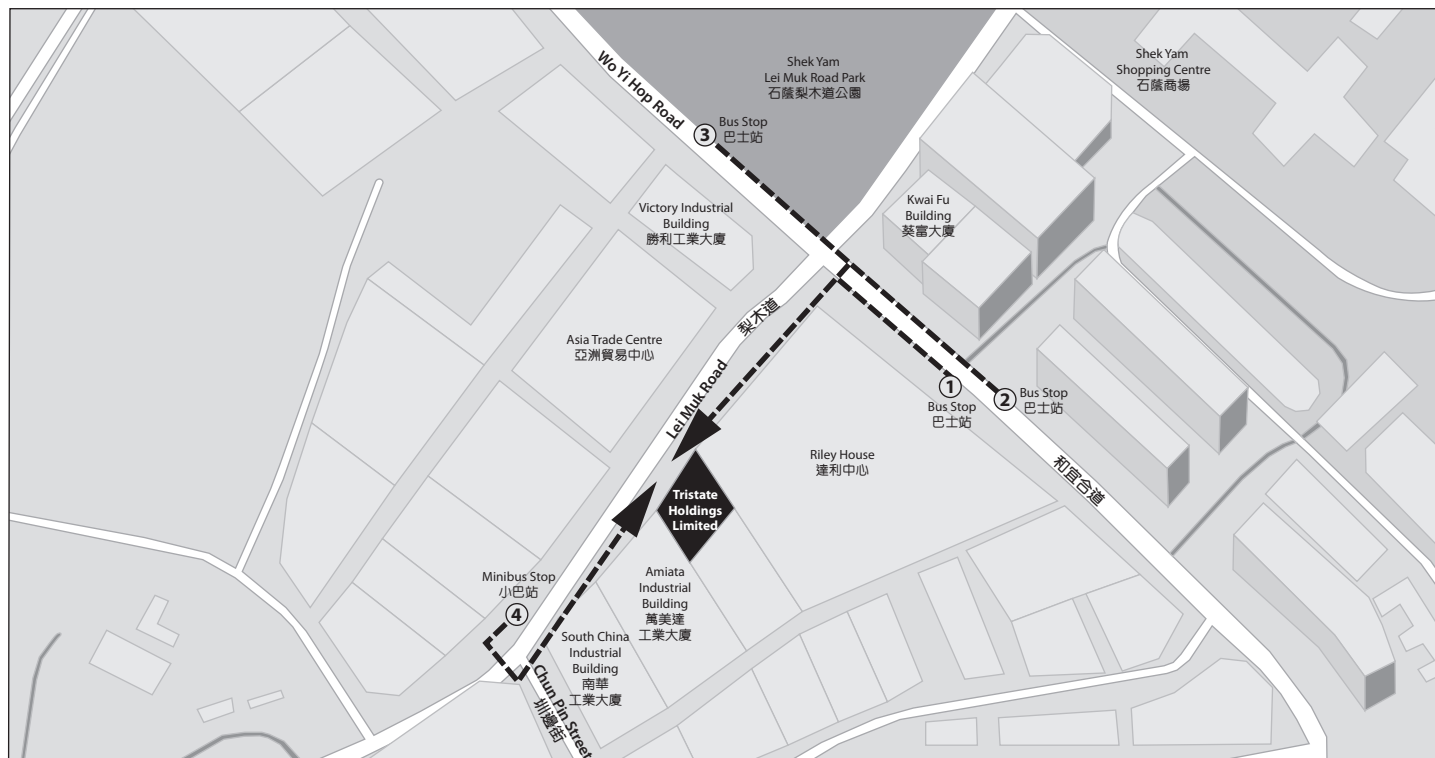 Wo Yi Hop Road
Shek Yam
Lei Muk Road Park
石蔭梨木道公園
Shek Yam
Shopping Centre
石蔭商場
3
Bus Stop
巴士站
Victory Industrial
Building
勝利工業大廈
Kwai Fu
Building
葵富大廈
梨木道
Asia Trade Centre
亞洲貿易中心
Lei Muk Road
1
Bus Stop
巴士站
2
Bus Stop
巴士站
Riley House
達利中心
和宜合道
Tristate
Holdings
Limited
Minibus Stop
小巴站
4
Amiata
Industrial
Building
萬美達
工業大廈
South China
Industrial
Building
南華
工業大廈
Chun Pin Street
圳邊街